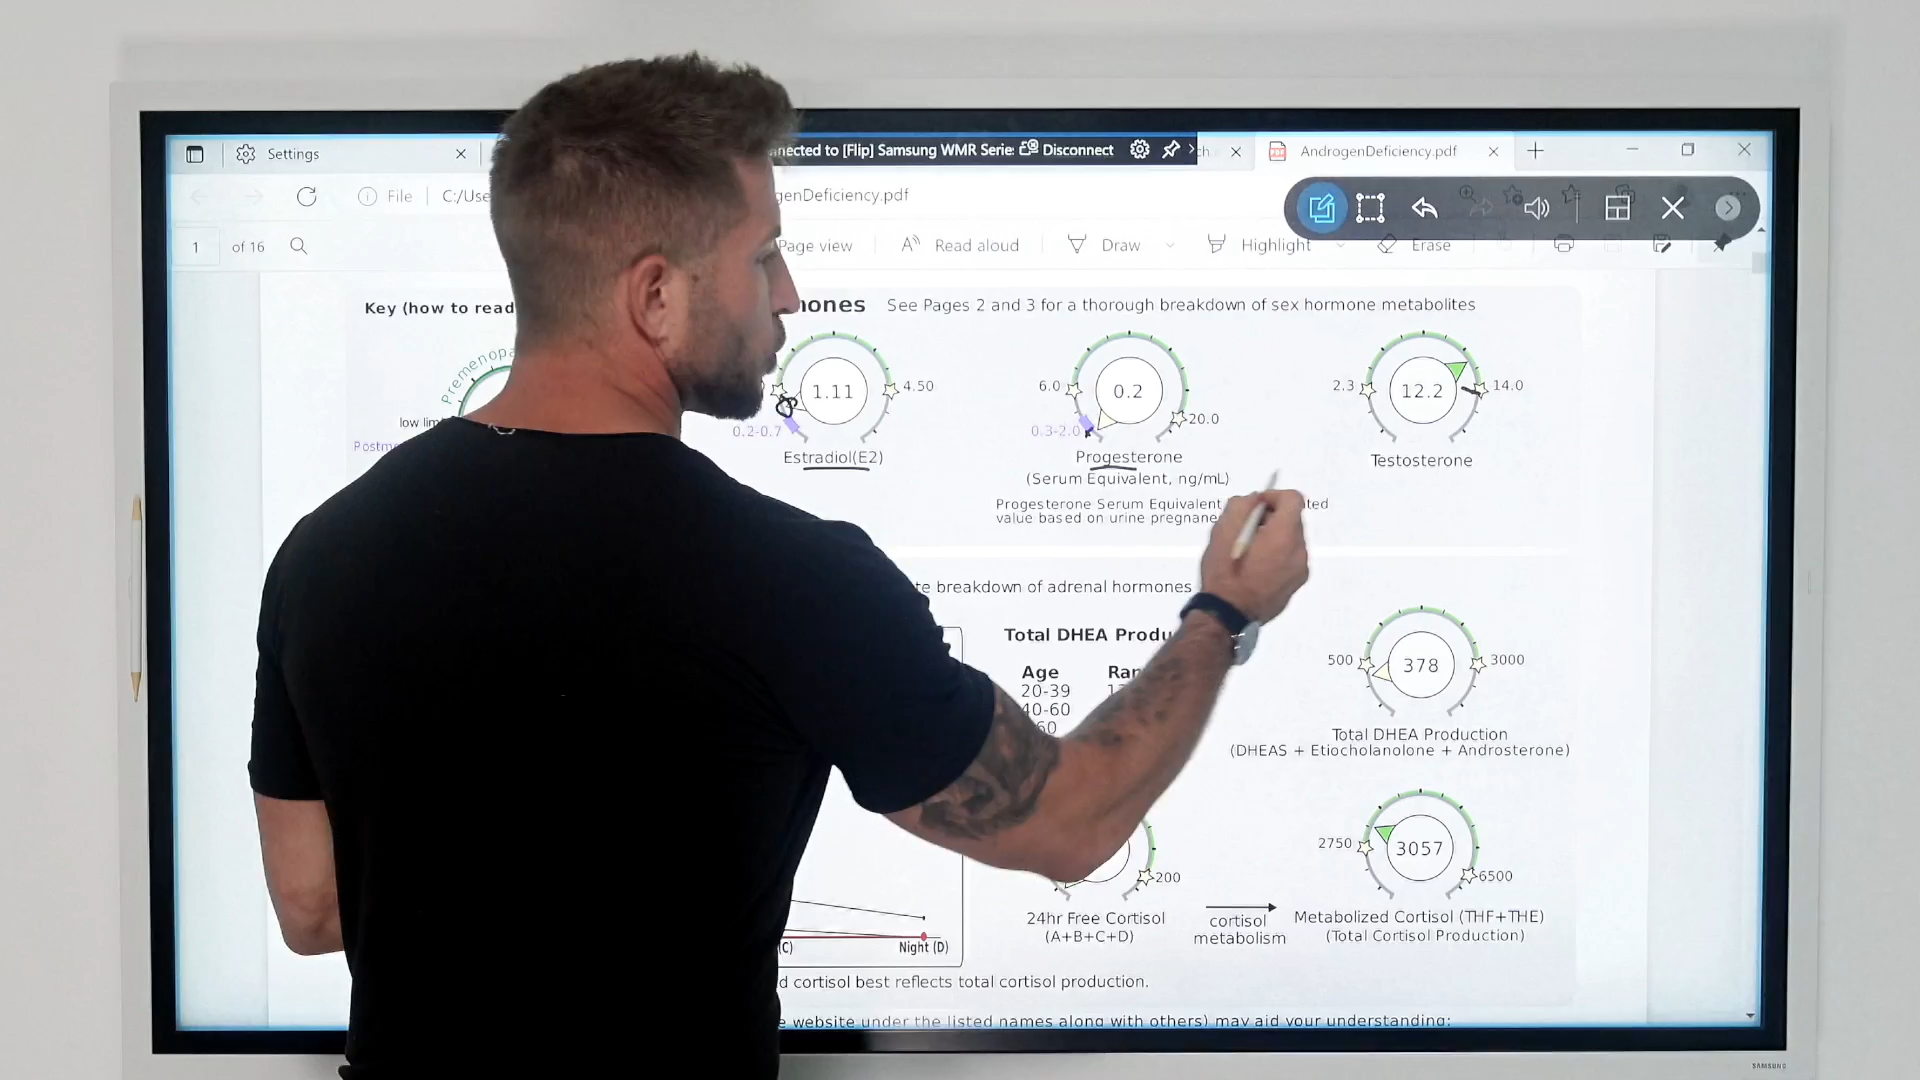 Settings
nected to [Flip] Samsung WMR Serie: Disconnect
AndrogenDeficiency.pdf
File
C:/Use
genDeficiency.pdf
1 of 16
Page view
Read aloud
Draw
Highlight
Erase
Key (how to read
nones
See Pages 2 and 3 for a thorough breakdown of sex hormone metabolites
Premenopa
low lim
Postm
1.11
4.50
0.2-0.7
Estradiol(E2)
6.0
0.2
20.0
0.3-2.0
Progesterone
(Serum Equivalent, ng/mL)
Progesterone Serum Equivalent
value based on urine pregnane
2.3
12.2
14.0
Testosterone
te breakdown of adrenal hormones
Total DHEA Produ
Age
Ran
20-39
40-60
60
500
378
3000
Total DHEA Production
(DHEAS + Etiocholanolone + Androsterone)
200
24hr Free Cortisol
(A+B+C+D)
cortisol
metabolism
2750
3057
6500
Metabolized Cortisol (THF+THE)
(Total Cortisol Production)
(C)
Night (D)
d cortisol best reflects total cortisol production.
e website under the listed names along with others) may aid your understanding:
SAMSUNG